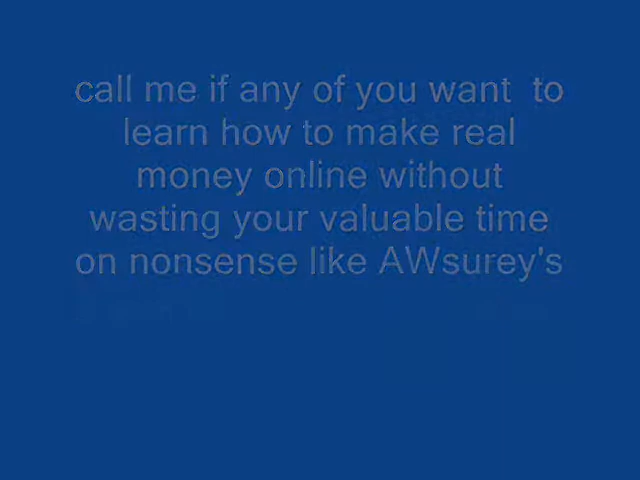 call me if any of you want  to
learn how to make real
money online without
wasting your valuable time
on nonsense like AWsurey's